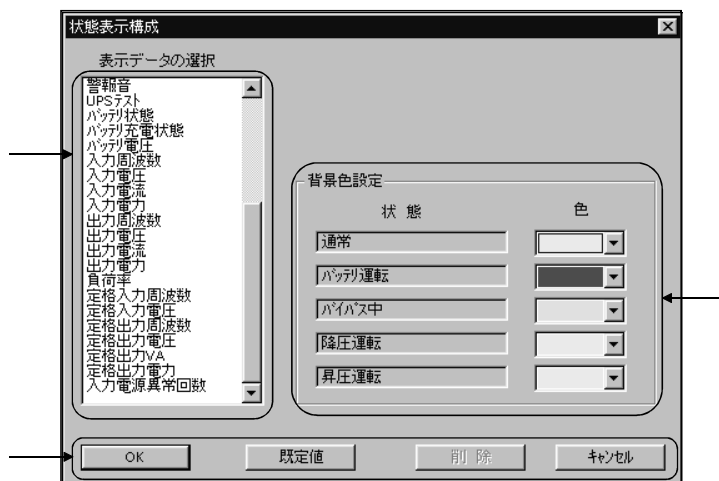 状態表示構成
表示データの選択
警報音
UPSテスト
バッテリ状態
バッテリ充電状態
バッテリ電圧
入力周波数
入力電圧
入力電流
入力電力
出力周波数
出力電圧
出力電流
出力電力
負荷率
定格入力周波数
定格入力電圧
定格出力周波数
定格出力電圧
定格出力VA
定格出力電力
入力電源異常回数
背景色設定
状 態 色
通常
バッテリ運転
バイパス中
降圧運転
昇圧運転
OK 既定値 削 除 キャンセル